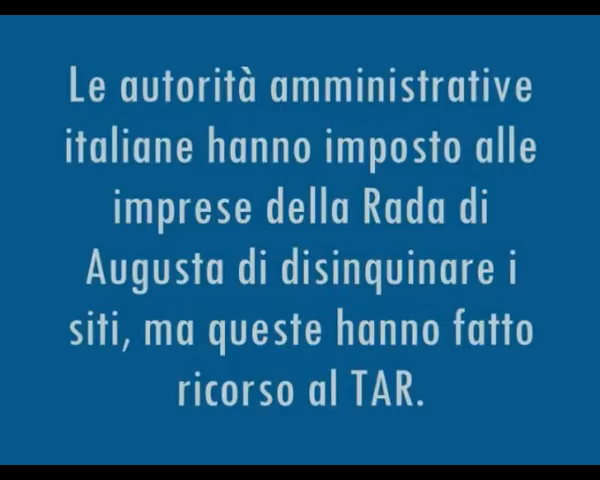 Le autorità amministrative
italiane hanno imposto alle
imprese della Rada di
Augusta di disinquinare i
siti, ma queste hanno fatto
ricorso al TAR.